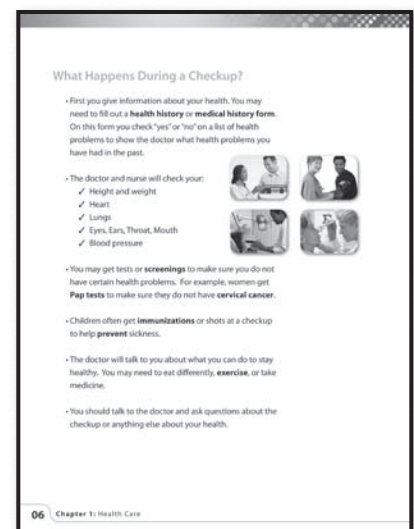 What Happens During a Checkup?
• First you give information about your health. You may
need to fill out a health history or medical history form.
On this form you check "yes" or "no" on a list of health
problems to show the doctor what health problems you
have had in the past.
• The doctor and nurse will check your:
✓ Height and weight
✓ Heart
✓ Lungs
✓ Eyes, Ears, Throat, Mouth
✓ Blood pressure
• You may get tests or screenings to make sure you do not
have certain health problems. For example, women get
Pap tests to make sure they do not have cervical cancer.
• Children often get immunizations or shots at a checkup
to help prevent sickness.
• The doctor will talk to you about what you can do to stay
healthy. You may need to eat differently, exercise, or take
medicine.
• You should talk to the doctor and ask questions about the
checkup or anything else about your health.
06 Chapter 1: Health Care